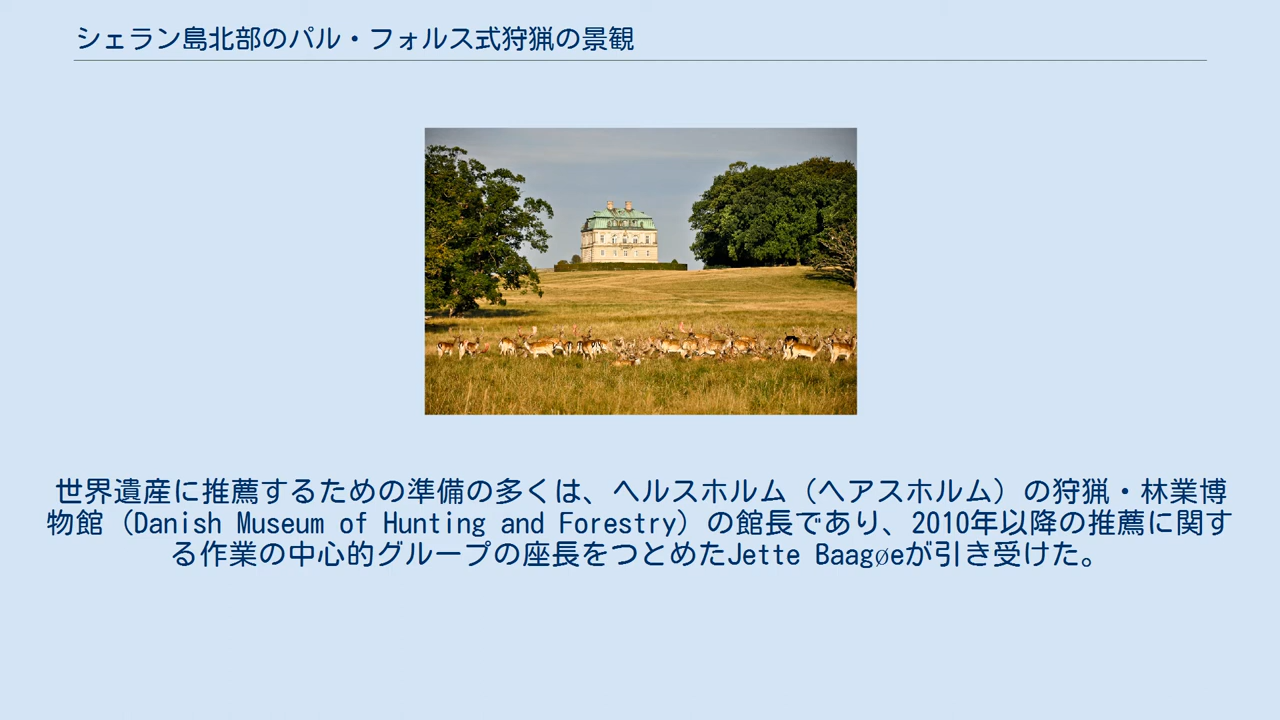 シェラン島北部のパル・フォルス式狩猟の景観
世界遺産に推薦するための準備の多くは、ヘルスホルム（ヘアスホルム）の狩猟・林業博
物館（Danish Museum of Hunting and Forestry）の館長であり、2010年以降の推薦に関す
る作業の中心的グループの座長をつとめたJette Baagøeが引き受けた。